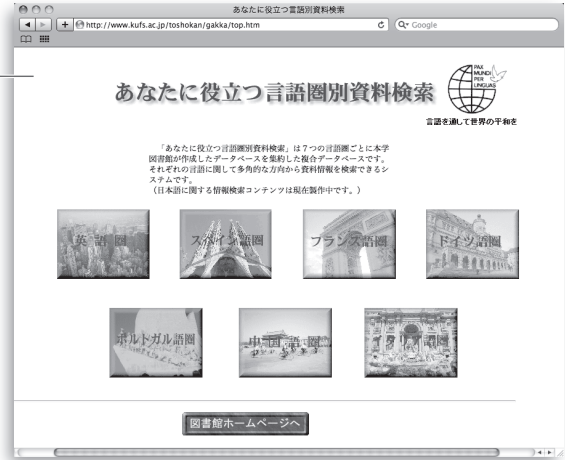 あなたに役立つ言語別資料検索
http://www.kufs.ac.jp/toshokan/gakka/top.htm
Google
あなたに役立つ言語圏別資料検索
PAX
MUNDI
PER
LINGUAS
言語を通して世界の平和を
「あなたに役立つ言語圏別資料検索」は7つの言語圏ごとに本学
図書館が作成したデータベースを集約した複合データベースです。
それぞれの言語に関して多角的な方向から資料情報を検索できるシ
ステムです。
(日本語に関する情報検索コンテンツは現在製作中です。)
英語圏
スペイン語圏
フランス語圏
ドイツ語圏
ポルトガル語圏
中国語圏
図書館ホームページへ